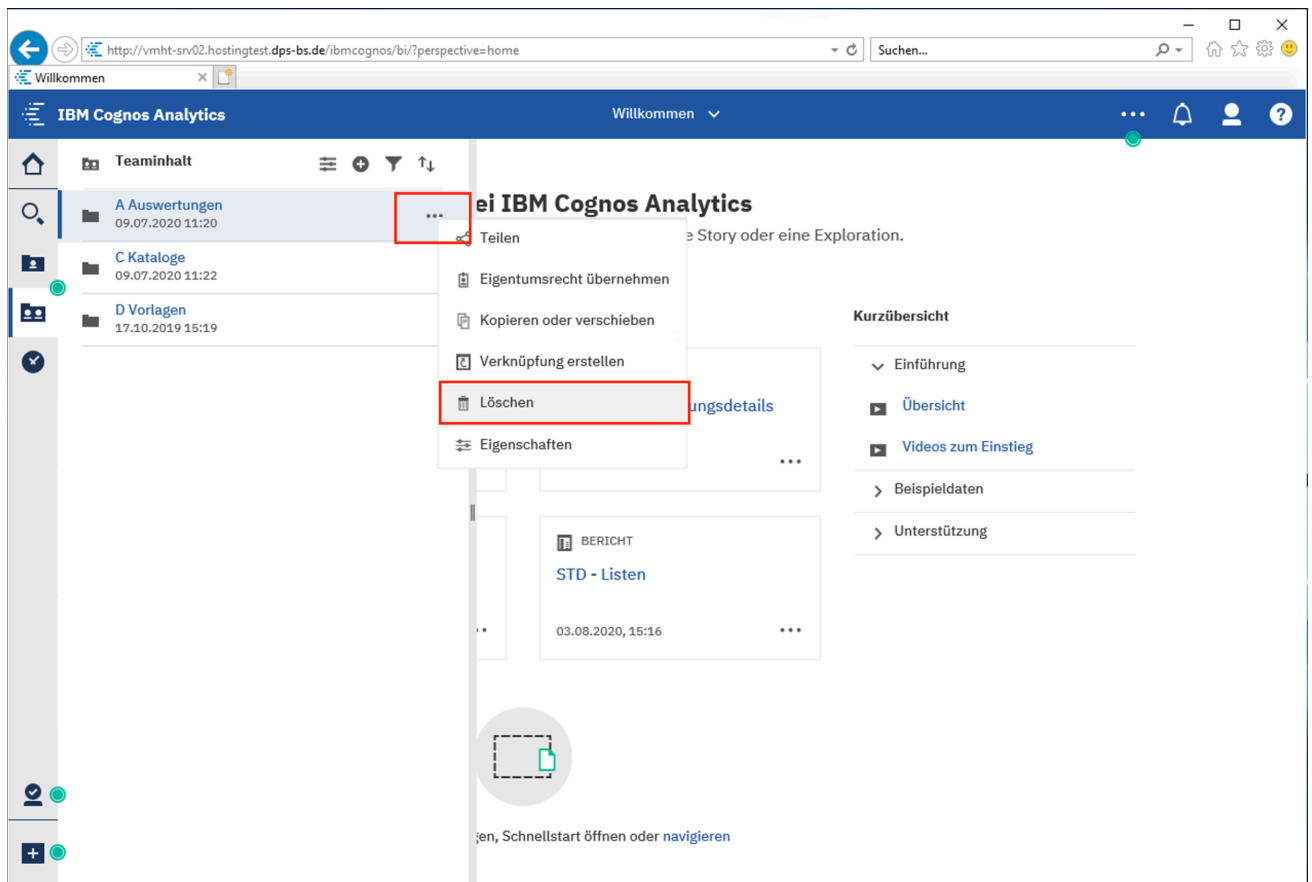 http://vmht-srv02.hostingtest.dps-bs.de/ibmcognos/bi/?perspective=home
Suchen...
Willkommen
IBM Cognos Analytics
Willkommen
Teaminhalt
A Auswertungen
09.07.2020 11:20
C Kataloge
09.07.2020 11:22
D Vorlagen
17.10.2019 15:19
Teilen
Eigentumsrecht übernehmen
Kopieren oder verschieben
Verknüpfung erstellen
Löschen
Eigenschaften
ei IBM Cognos Analytics
e Story oder eine Exploration.
ungsdetails
BERICHT
STD - Listen
03.08.2020, 15:16
Kurzübersicht
Einführung
Übersicht
Videos zum Einstieg
Beispieldaten
Unterstützung
gen, Schnellstart öffnen oder navigieren